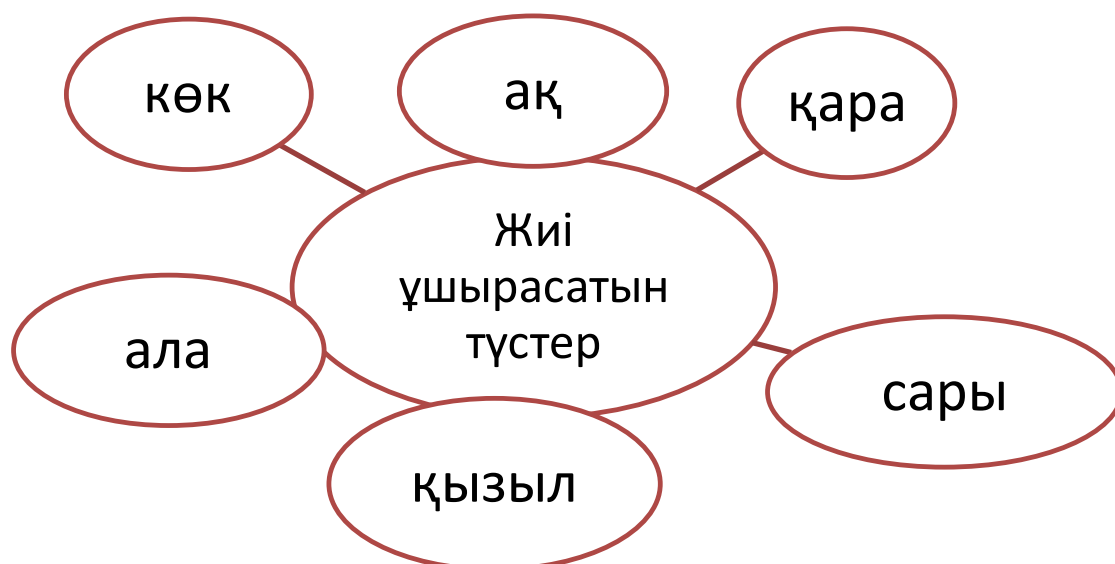 көк
ақ
қара
Жиі
ұшырасатын
түстер
ала
сары
қызыл